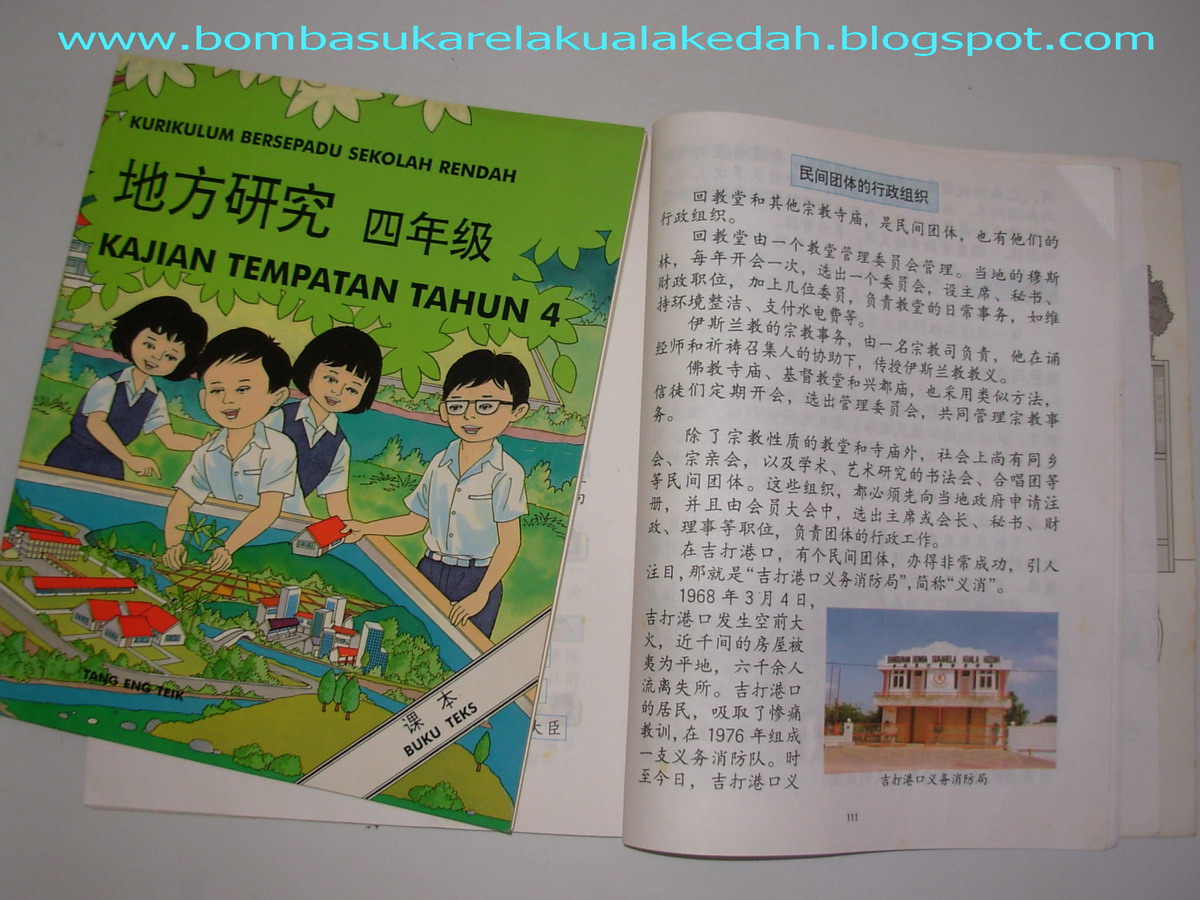 www.bombasukarelakualakedah.blogspot.com
KURIKULUM BERSEPADU SEKOLAH RENDAH
地方研究 四年级
KAJIAN TEMPATAN TAHUN 4
TANG ENG TEIK
课本
BUKU TEKS
大臣
民间团体的行政组织
回教堂和其他宗教寺庙，是民间团体，也有他们的
行政组织。
回教堂由一个教堂管理委员会管理。当地的穆斯
林，每年开会一次，选出一个委员会，设主席、秘书、
财政职位，加上几位委员，负责教堂的日常事务，如维
持环境整洁、支付水电费等。
伊斯兰教的宗教事务，由一名宗教司负责，他在诵
经师和祈祷召集人的协助下，传授伊斯兰教教义。
佛教寺庙、基督教堂和兴都庙，也采用类似方法，
信徒们定期开会，选出管理委员会，共同管理宗教事
务。
除了宗教性质的教堂和寺庙外，社会上尚有同乡
会、宗亲会，以及学术、艺术研究的书法会、合唱团等
等民间团体。这些组织，都必须先向当地政府申请注
册，并且由会员大会中，选出主席或会长、秘书、财
政、理事等职位，负责团体的行政工作。
在吉打港口，有个民间团体，办得非常成功，引人
注目，那就是“吉打港口义务消防局”，简称“义消”。
1968年3月4日，
吉打港口发生空前大
火，近千间的房屋被
夷为平地，六千余人
流离失所。吉打港口
的居民，吸取了惨痛
教训，在1976年组成
一支义务消防队。时
至今日，吉打港口义
BANGUNAN BOMBA SUKARELA KUALA KEDAH
吉打港口义务消防局
111